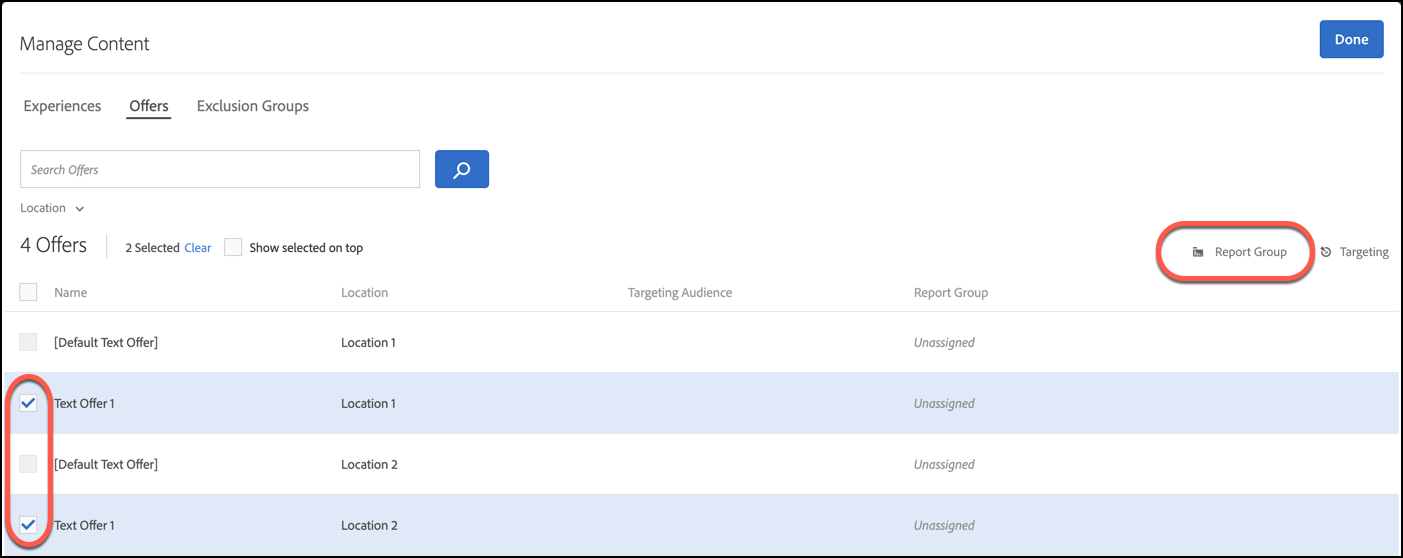 Manage Content
Done
Experiences Offers Exclusion Groups
Search Offers
Location
4 Offers 2 Selected Clear Show selected on top Report Group Targeting
Name Location Targeting Audience Report Group
[Default Text Offer] Location 1 Unassigned
Text Offer 1 Location 1 Unassigned
[Default Text Offer] Location 2 Unassigned
Text Offer 1 Location 2 Unassigned